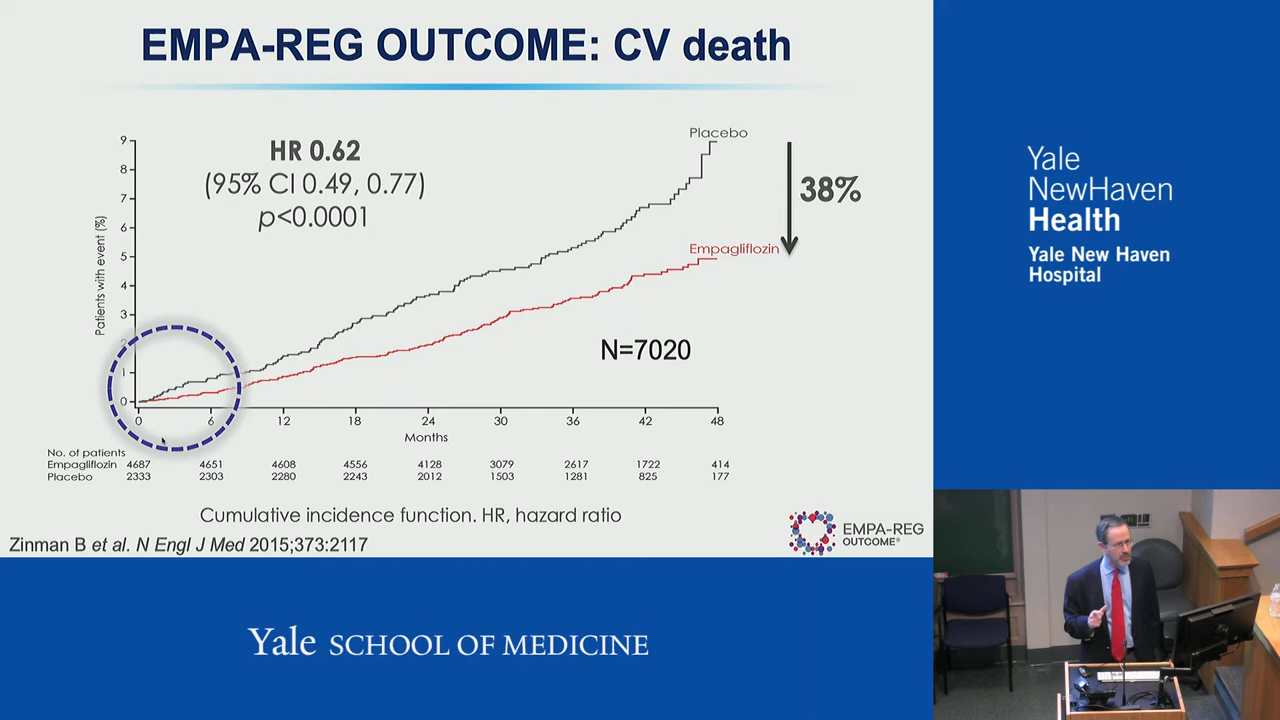 EMPA-REG OUTCOME: CV death
HR 0.62
(95% CI 0.49, 0.77)
p<0.0001
Placebo
38%
Empagliflozin
N=7020
Patients with event (%)
9
8
7
6
5
4
3
2
1
0
0 6 12 18 24 30 36 42 48
Months
No. of patients
Empagliflozin 4687 4651 4608 4556 4128 3079 2617 1722 414
Placebo 2333 2303 2280 2243 2012 1503 1281 825 177
Cumulative incidence function. HR, hazard ratio
Zinman B et al. N Engl J Med 2015;373:2117
EMPA-REG
OUTCOME®
Yale
NewHaven
Health
Yale New Haven
Hospital
Yale SCHOOL OF MEDICINE